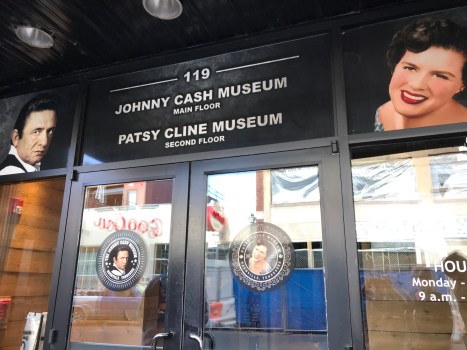 119
JOHNNY CASH MUSEUM
MAIN FLOOR
PATSY CLINE MUSEUM
SECOND FLOOR
HOU
Monday -
9 a.m. -